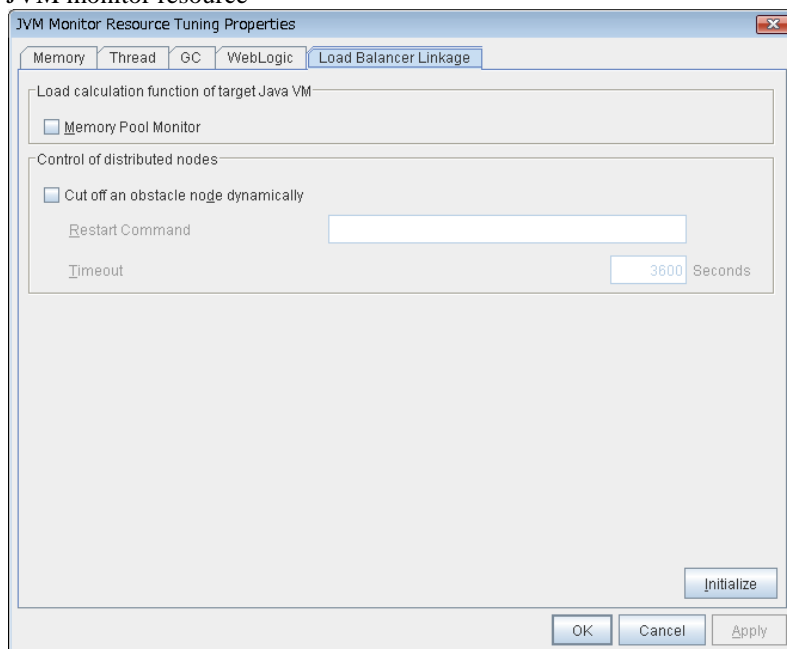 JVM monitor resource
JVM Monitor Resource Tuning Properties
Memory Thread GC WebLogic Load Balancer Linkage
Load calculation function of target Java VM
Memory Pool Monitor
Control of distributed nodes
Cut off an obstacle node dynamically
Restart Command
Timeout 3600 Seconds
Initialize
OK Cancel Apply